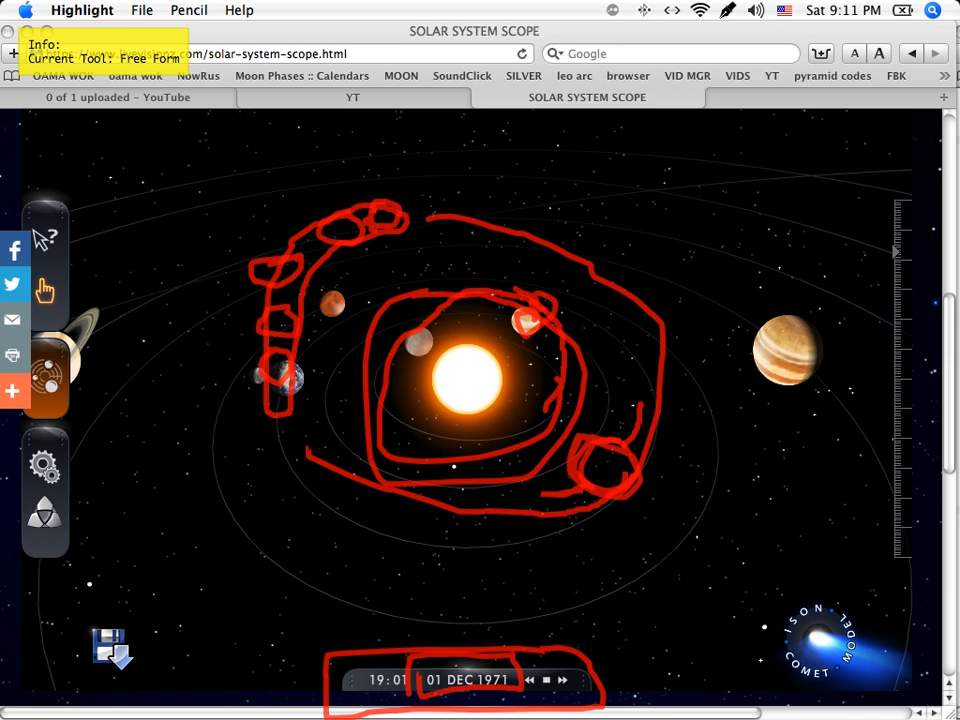 Highlight File Pencil Help Sat 9:11 PM
SOLAR SYSTEM SCOPE
Info:
Current Tool: Free Form
/solar-system-scope.html
Google
A A
OAMA WOK oama wok NowRus Moon Phases :: Calendars MOON SoundClick SILVER leo arc browser VID MGR VIDS YT pyramid codes FBK
0 of 1 uploaded - YouTube YT SOLAR SYSTEM SCOPE
ISON
COMET MODEL
19:01 01 DEC 1971